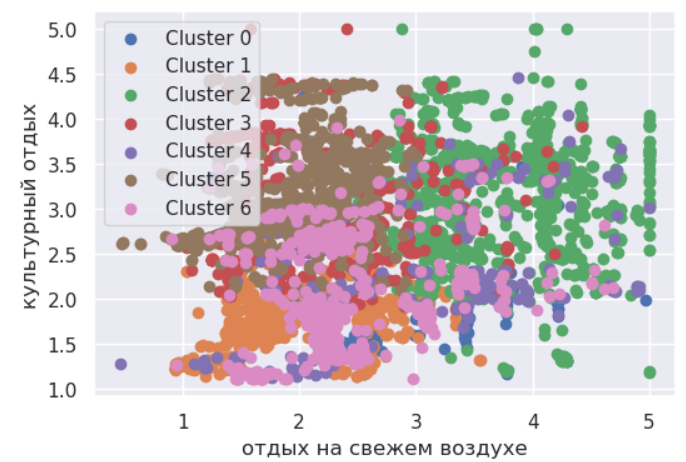 5.0
4.5
4.0
3.5
3.0
2.5
2.0
1.5
1.0
культурный отдых
Cluster 0
Cluster 1
Cluster 2
Cluster 3
Cluster 4
Cluster 5
Cluster 6
1 2 3 4 5
отдых на свежем воздухе